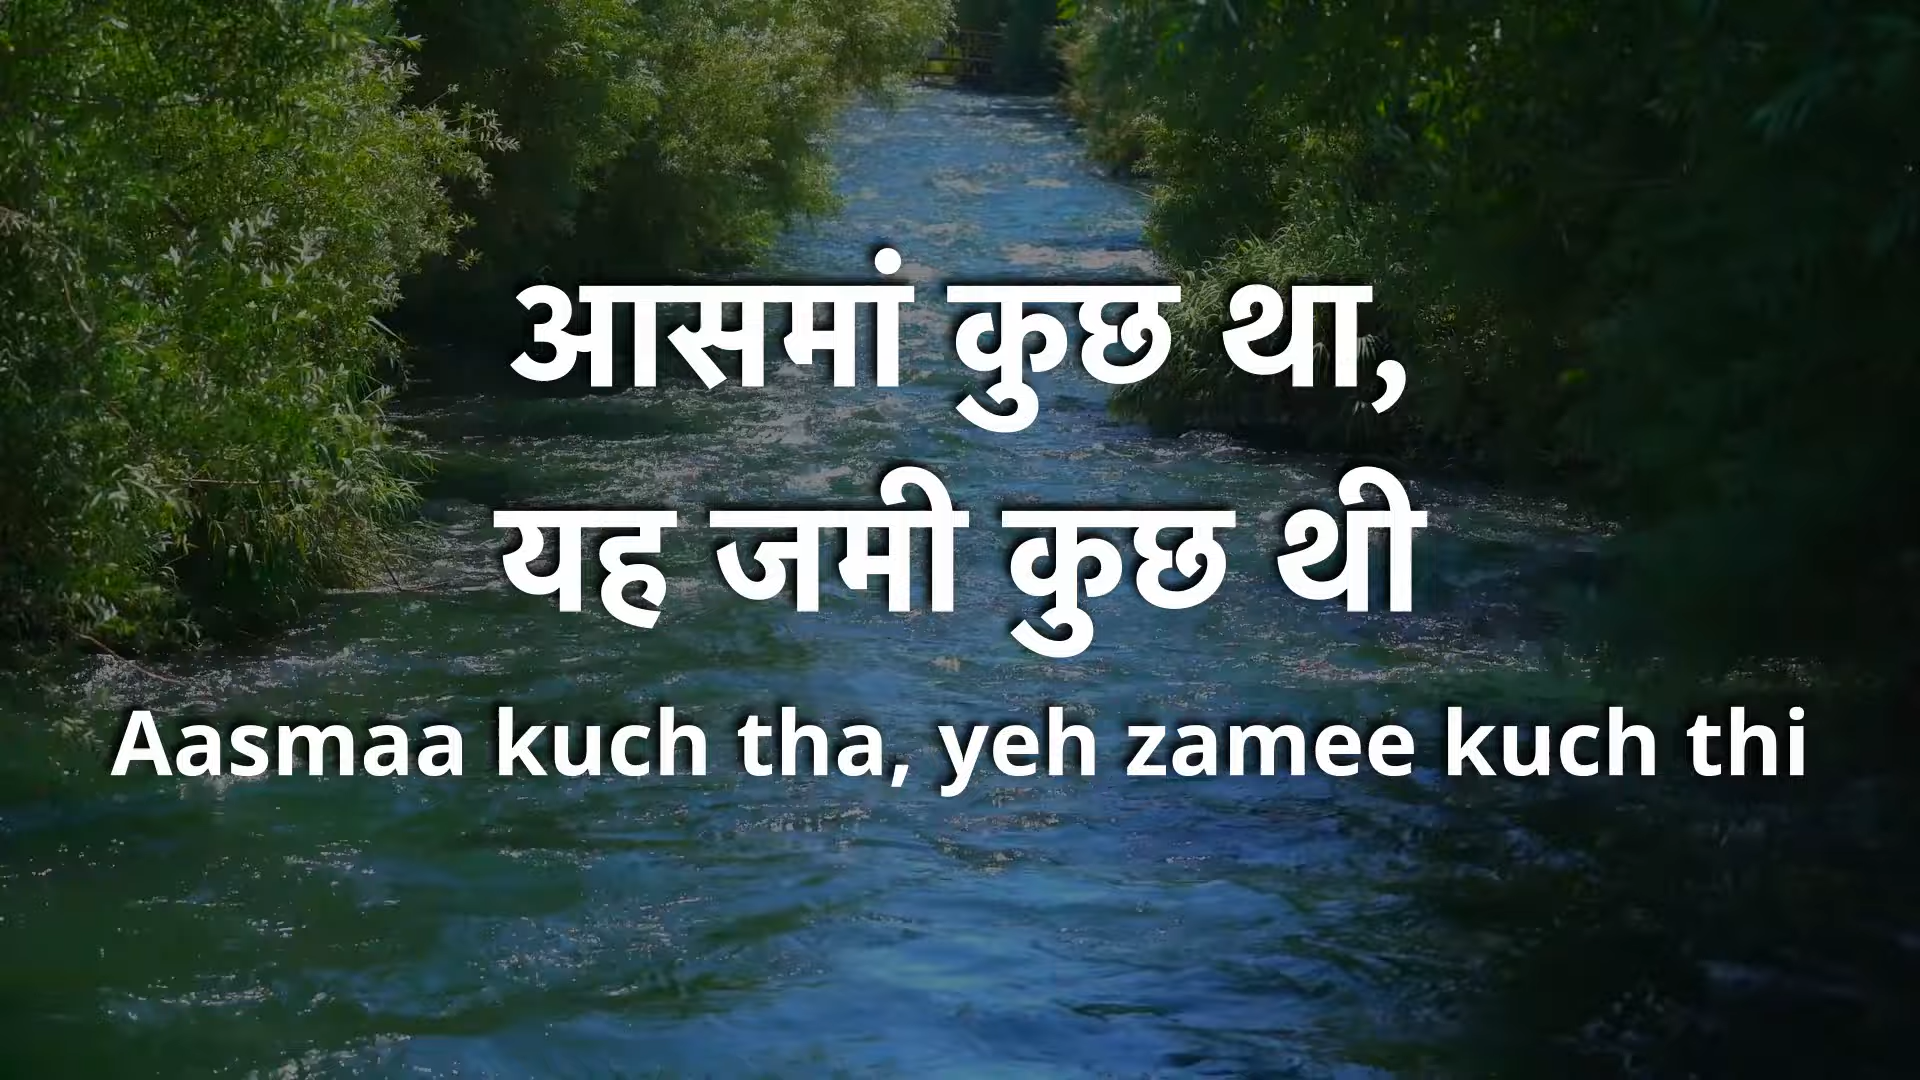 आसमां कुछ था,
यह जमी कुछ थी
Aasmaa kuch tha, yeh zamee kuch thi